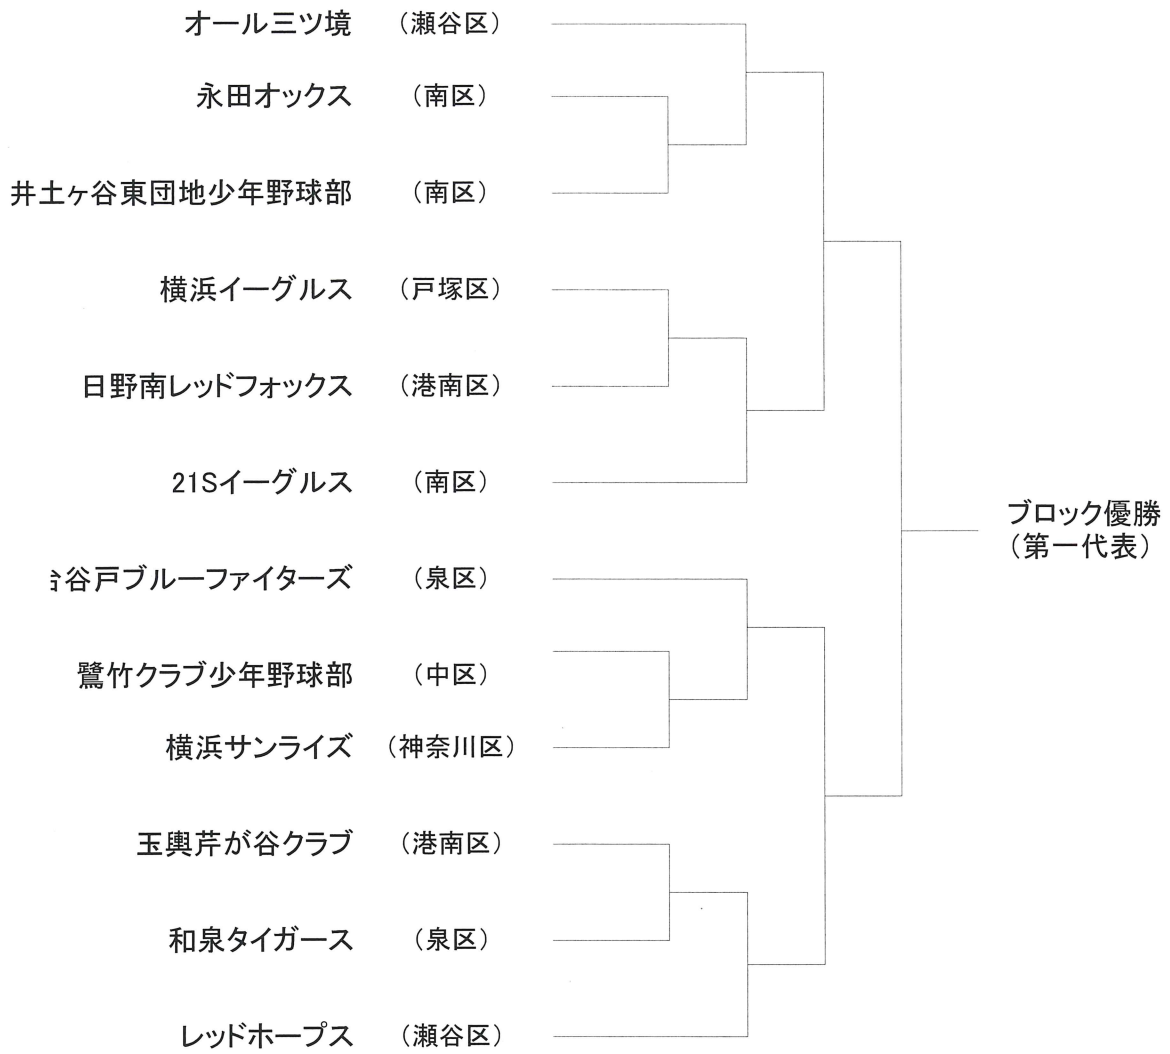 オール三ツ境 （瀬谷区）
永田オックス （南区）
井土ヶ谷東団地少年野球部 （南区）
横浜イーグルス （戸塚区）
日野南レッドフォックス （港南区）
21Sイーグルス （南区）
ブロック優勝
（第一代表）
谷戸ブルーファイターズ （泉区）
鷺竹クラブ少年野球部 （中区）
横浜サンライズ （神奈川区）
玉輿芹が谷クラブ （港南区）
和泉タイガース （泉区）
レッドホープス （瀬谷区）